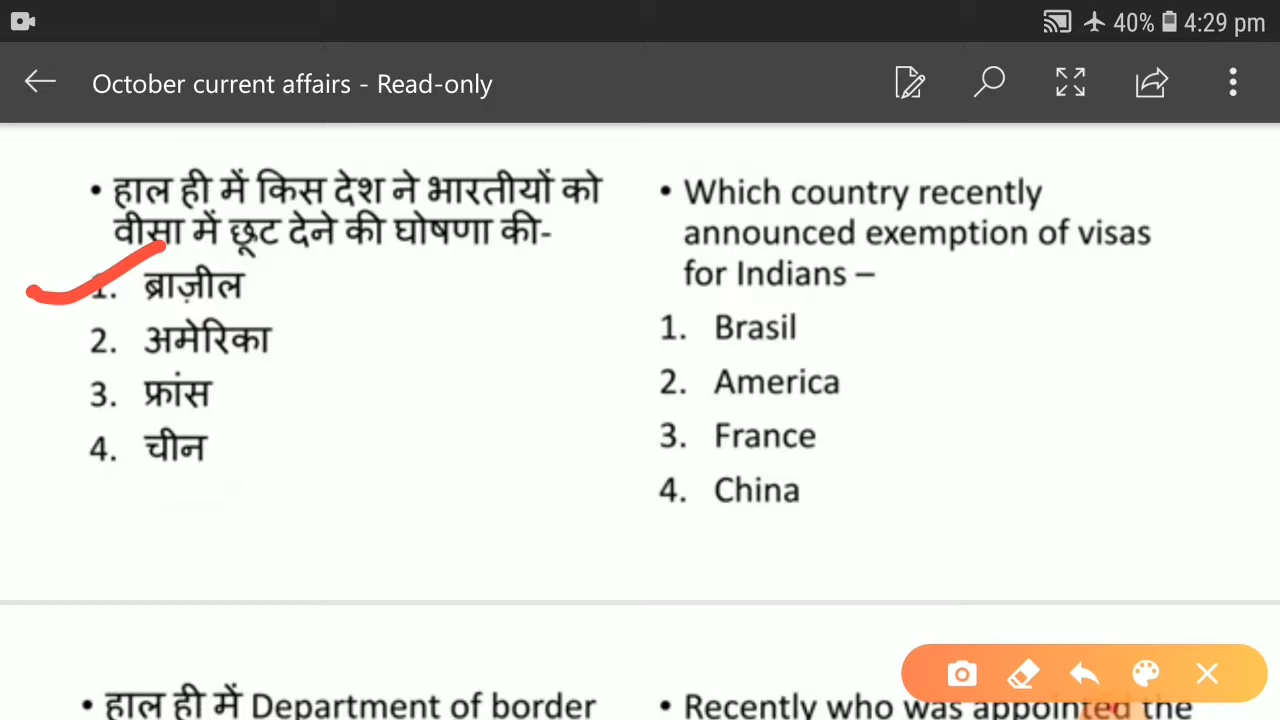 40% 4:29 pm
October current affairs - Read-only
• हाल ही में किस देश ने भारतीयों को
वीसा में छूट देने की घोषणा की-
1. ब्राज़ील
2. अमेरिका
3. फ्रांस
4. चीन
• Which country recently
announced exemption of visas
for Indians –
1. Brasil
2. America
3. France
4. China
• हाल ही में Department of border
• Recently who was appointed the